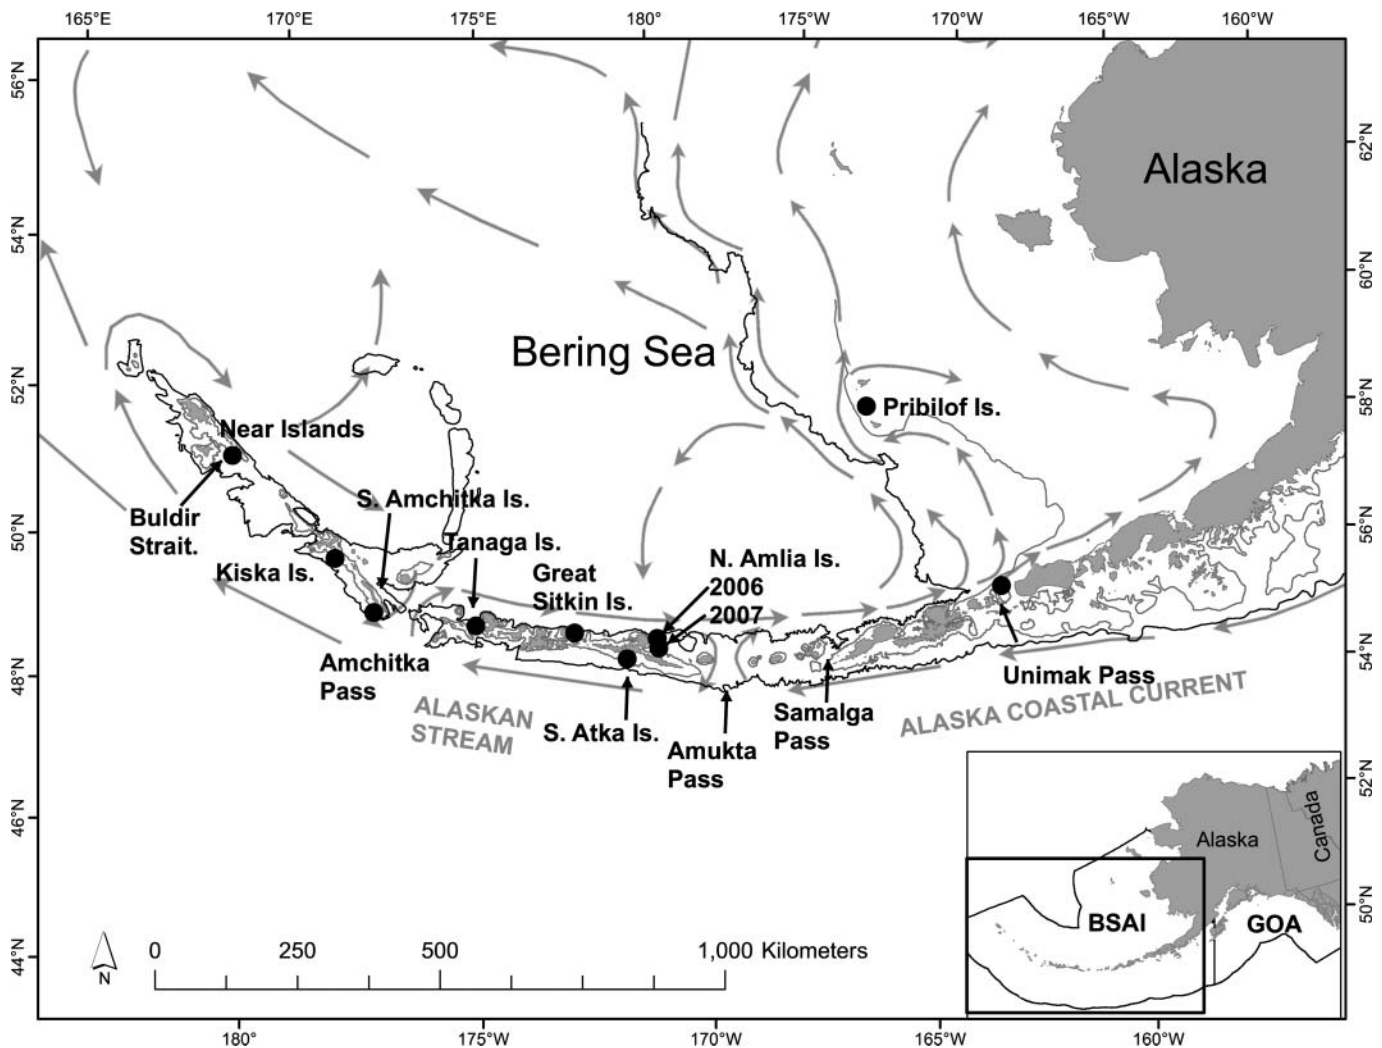 165°E
170°E
175°E
180°
175°W
170°W
165°W
160°W
56°N
54°N
52°N
50°N
48°N
46°N
44°N
62°N
60°N
58°N
56°N
54°N
52°N
50°N
Alaska
Bering Sea
Pribilof Is.
Near Islands
Buldir
Strait.
S. Amchitka Is.
Kiska Is.
Tanaga Is.
Great
Sitkin Is.
N. Amlia Is.
2006
2007
Amchitka
Pass
ALASKAN
STREAM
S. Atka Is.
Amukta
Pass
Samalga
Pass
Unimak Pass
ALASKA COASTAL CURRENT
Alaska
Canada
BSAI
GOA
N
0
250
500
1,000 Kilometers
180°
175°W
170°W
165°W
160°W